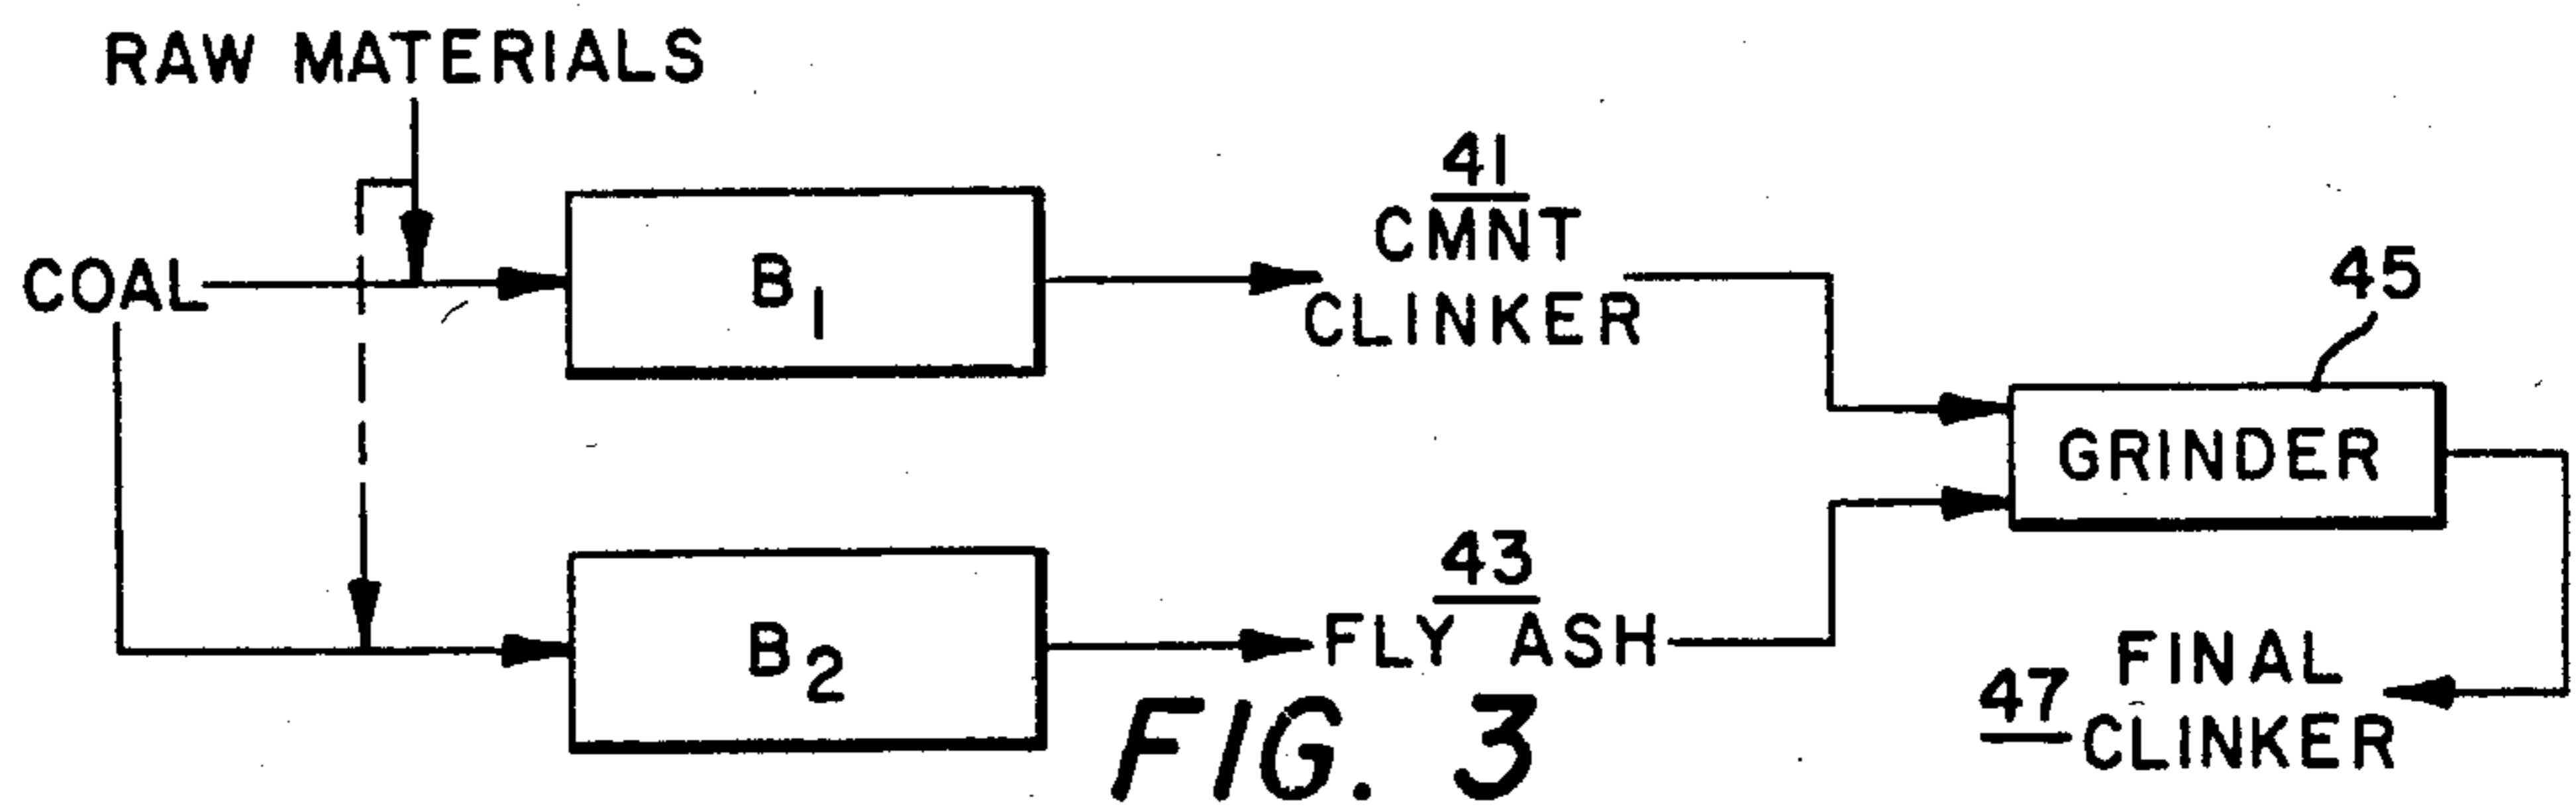 RAW MATERIALS
COAL
B1
41
CMNT
CLINKER
45
GRINDER
B2
43
FLY ASH
47
FINAL
CLINKER
FIG. 3